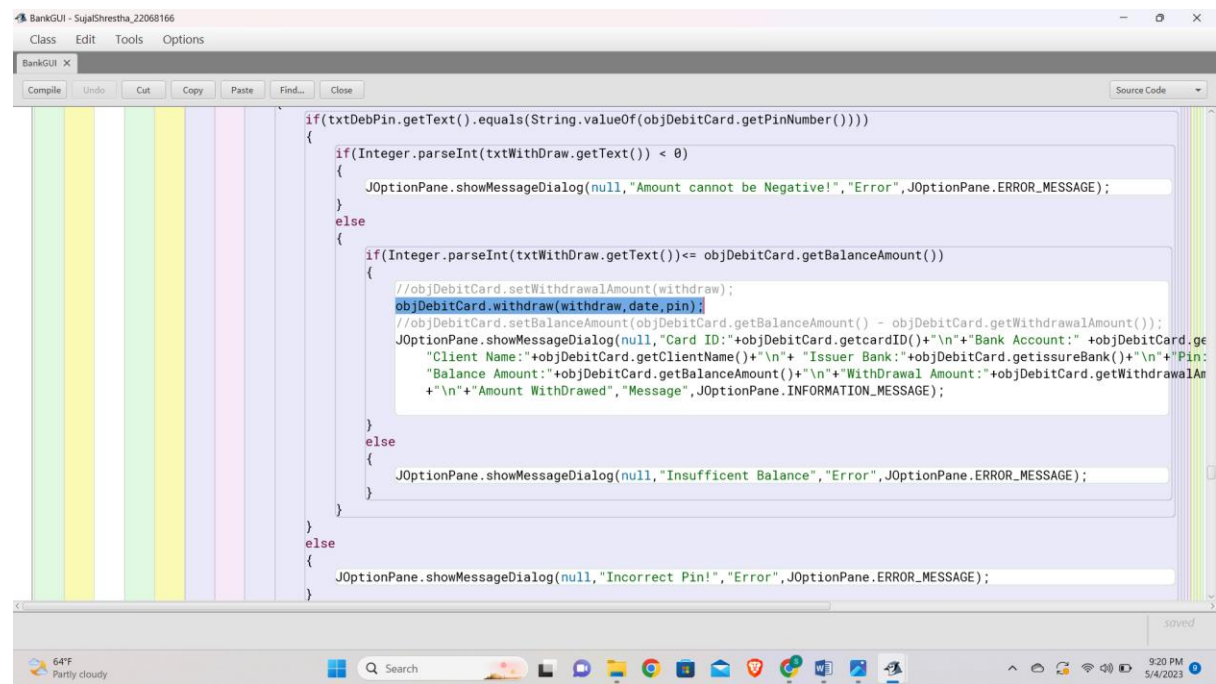 BankGUI - SujalShrestha_22068166
Class Edit Tools Options
BankGUI X
Compile Undo Cut Copy Paste Find... Close Source Code
if(txtDebPin.getText().equals(String.valueOf(objDebitCard.getPinNumber())))
{
if(Integer.parseInt(txtWithDraw.getText()) < 0)
{
JOptionPane.showMessageDialog(null,"Amount cannot be Negative!","Error",JOptionPane.ERROR_MESSAGE);
}
else
{
if(Integer.parseInt(txtWithDraw.getText())<= objDebitCard.getBalanceAmount())
{
//objDebitCard.setWithdrawalAmount(withdraw);
objDebitCard.withdraw(withdraw,date,pin);
//objDebitCard.setBalanceAmount(objDebitCard.getBalanceAmount() - objDebitCard.getWithdrawalAmount());
JOptionPane.showMessageDialog(null,"Card ID:"+objDebitCard.getcardID()+"\n"+"Bank Account:" +objDebitCard.ge
"Client Name:"+objDebitCard.getClientName()+"\n"+ "Issuer Bank:"+objDebitCard.getissureBank()+"\n"+"Pin:
"Balance Amount:"+objDebitCard.getBalanceAmount()+"\n"+"WithDrawal Amount:"+objDebitCard.getWithdrawalAm
+"\n"+"Amount WithDrawed","Message",JOptionPane.INFORMATION_MESSAGE);
}
else
{
JOptionPane.showMessageDialog(null,"Insufficent Balance","Error",JOptionPane.ERROR_MESSAGE);
}
}
}
else
{
JOptionPane.showMessageDialog(null,"Incorrect Pin!","Error",JOptionPane.ERROR_MESSAGE);
}
saved
64°F
Partly cloudy
Search
9:20 PM
5/4/2023
9